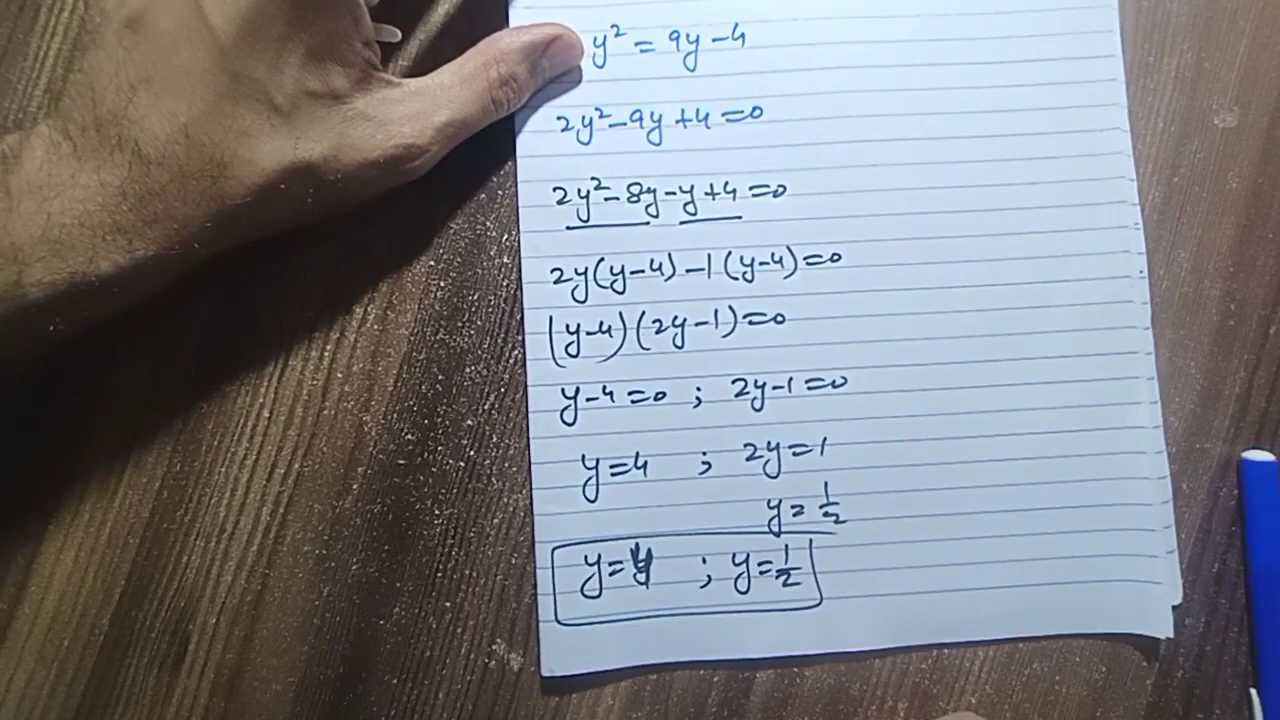 y² = 9y-4
2y²-9y+4=0
2y²-8y-y+4=0
2y(y-4)-1(y-4)=0
(y-4)(2y-1)=0
y-4=0 ; 2y-1=0
y=4 ; 2y=1
y=1/2
y=4 ; y=1/2